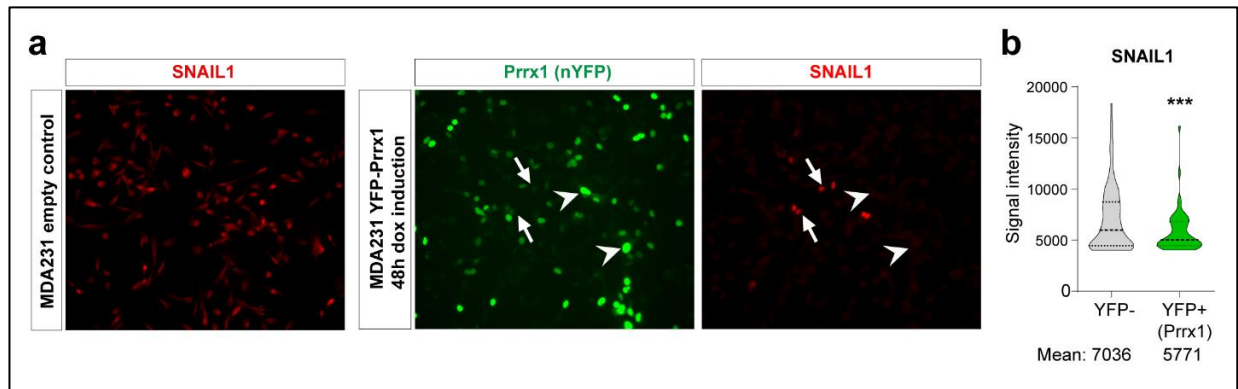 a
SNAIL1
MDA231 empty control
Prrx1 (nYFP)
SNAIL1
MDA231 YFP-Prrx1
48h dox induction
b
SNAIL1
***
Signal intensity
20000
15000
10000
5000
0
YFP-
YFP+
(Prrx1)
Mean: 7036 5771